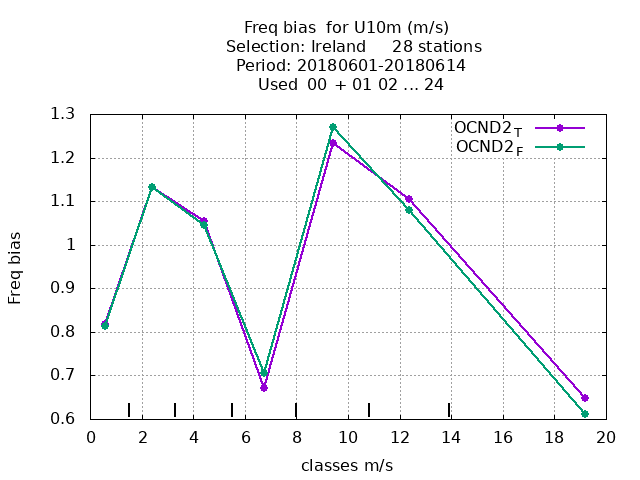 Freq bias  for U10m (m/s)
Selection: Ireland     28 stations
Period: 20180601-20180614
Used  00 + 01 02 ... 24
OCND2_T
OCND2_F
1.3
1.2
1.1
1
0.9
0.8
0.7
0.6
Freq bias
0 2 4 6 8 10 12 14 16 18 20
classes m/s